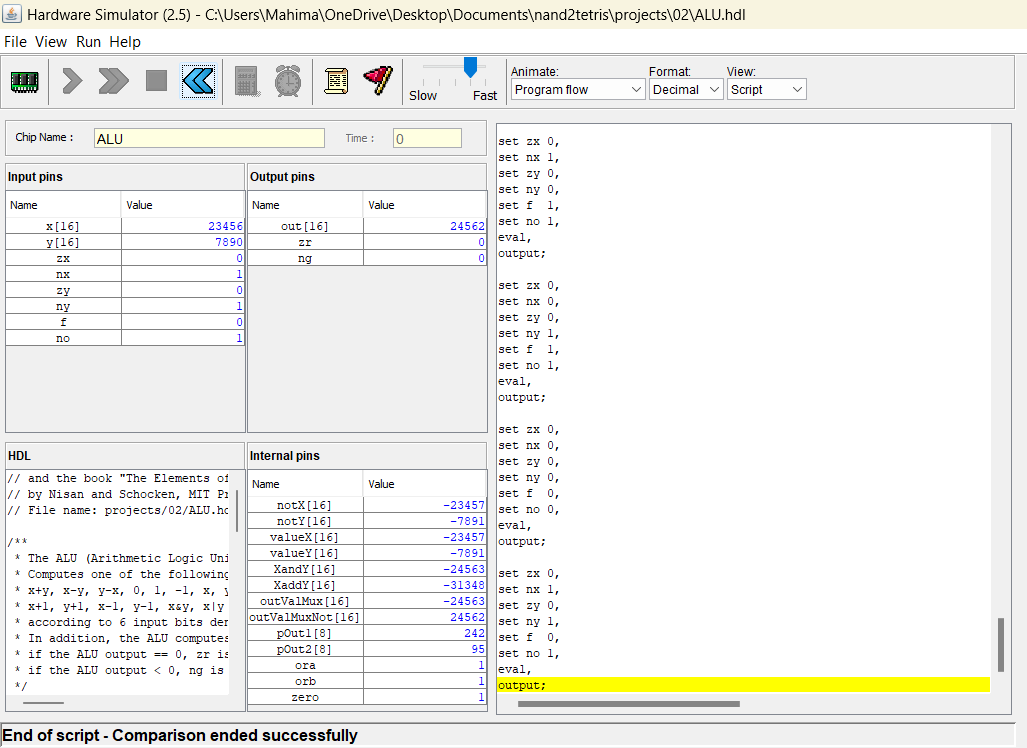 Hardware Simulator (2.5) - C:\Users\Mahima\OneDrive\Desktop\Documents\nand2tetris\projects\02\ALU.hdl
File View Run Help
Slow Fast
Animate: Format: View:
Program flow Decimal Script
Chip Name : ALU Time : 0
Input pins
Name Value
x[16] 23456
y[16] 7890
zx 0
nx 1
zy 0
ny 1
f 0
no 1
Output pins
Name Value
out[16] 24562
zr 0
ng 0
HDL
// and the book "The Elements of
// by Nisan and Schocken, MIT Pr
// File name: projects/02/ALU.hd
/**
* The ALU (Arithmetic Logic Uni
* Computes one of the following
* x+y, x-y, y-x, 0, 1, -1, x, y
* x+1, y+1, x-1, y-1, x&y, x|y
* according to 6 input bits den
* In addition, the ALU computes
* if the ALU output == 0, zr is
* if the ALU output < 0, ng is
*/
Internal pins
Name Value
notX[16] -23457
notY[16] -7891
valueX[16] -23457
valueY[16] -7891
XandY[16] -24563
XaddY[16] -31348
outValMux[16] -24563
outValMuxNot[16] 24562
pOut1[8] 242
pOut2[8] 95
ora 1
orb 1
zero 1
set zx 0,
set nx 1,
set zy 0,
set ny 0,
set f  1,
set no 1,
eval,
output;
set zx 0,
set nx 0,
set zy 0,
set ny 1,
set f  1,
set no 1,
eval,
output;
set zx 0,
set nx 0,
set zy 0,
set ny 0,
set f  0,
set no 0,
eval,
output;
set zx 0,
set nx 1,
set zy 0,
set ny 1,
set f  0,
set no 1,
eval,
output;
End of script - Comparison ended successfully